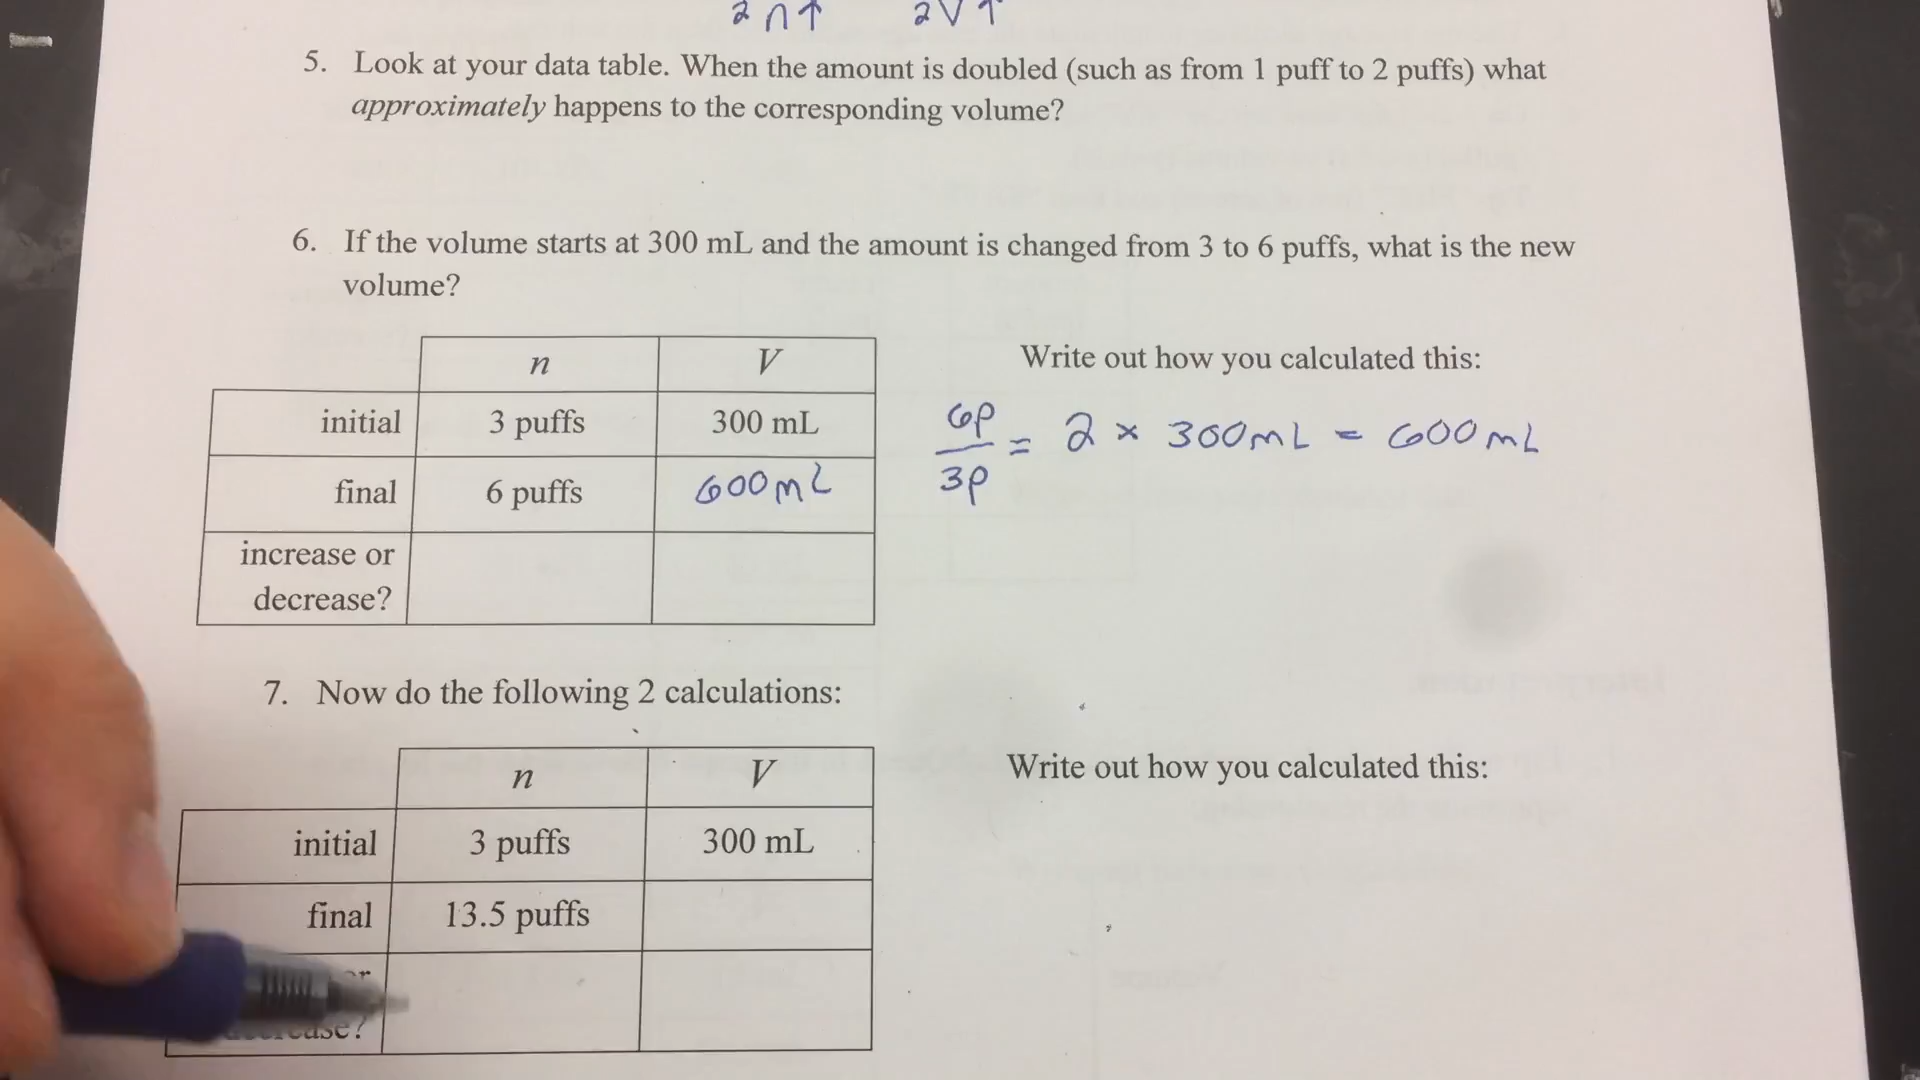 2 n↑ 2V↑
5. Look at your data table. When the amount is doubled (such as from 1 puff to 2 puffs) what
approximately happens to the corresponding volume?
6. If the volume starts at 300 mL and the amount is changed from 3 to 6 puffs, what is the new
volume?
n V
initial 3 puffs 300 mL
final 6 puffs 600mL
increase or
decrease?
Write out how you calculated this:
6p
/3p = 2 × 300mL = 600mL
7. Now do the following 2 calculations:
n V
initial 3 puffs 300 mL
final 13.5 puffs
Write out how you calculated this: